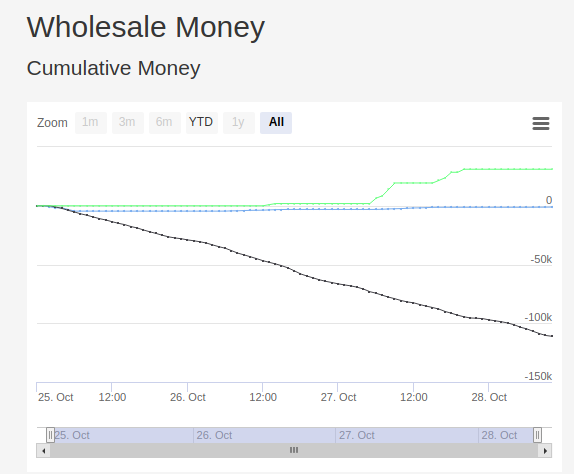 Wholesale Money
Cumulative Money
Zoom 1m 3m 6m YTD 1y All
0
-50k
-100k
-150k
25. Oct 12:00 26. Oct 12:00 27. Oct 12:00 28. Oct
25. Oct 26. Oct 27. Oct 28. Oct